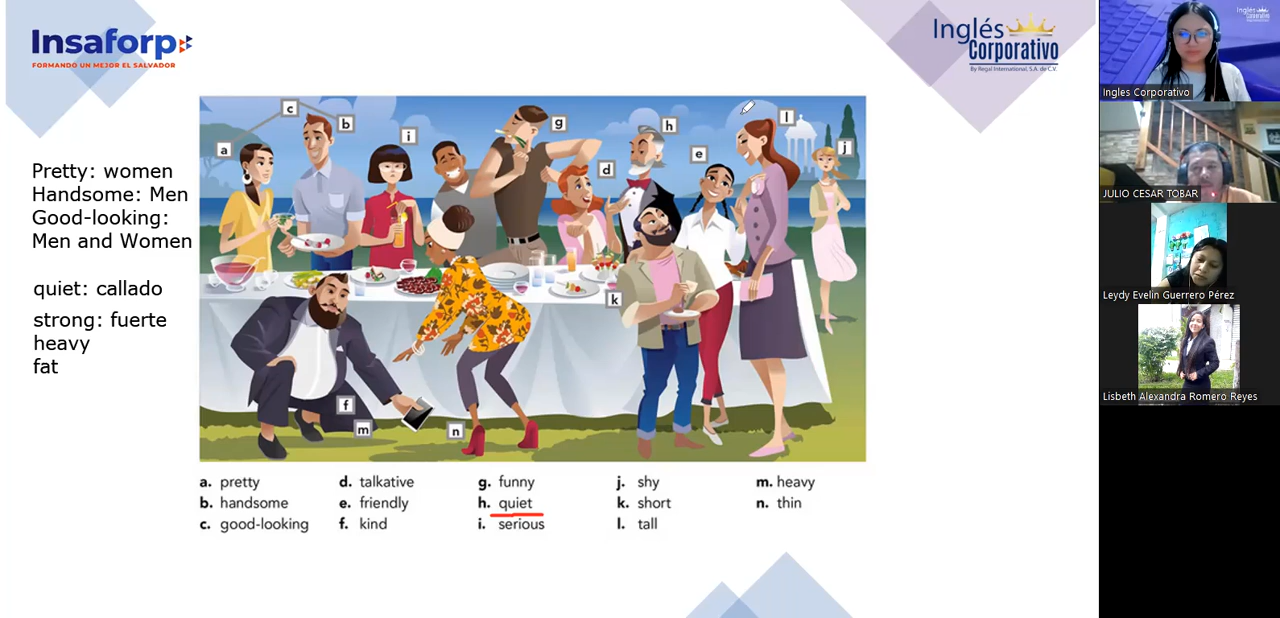 Insaforp
FORMANDO UN MEJOR EL SALVADOR
Inglés
Corporativo
By Regal International, S.A. de C.V.
Pretty: women
Handsome: Men
Good-looking:
Men and Women
quiet: callado
strong: fuerte
heavy
fat
c
b
a
i
g
h
d
e
l
j
k
f
m
n
a. pretty
b. handsome
c. good-looking
d. talkative
e. friendly
f. kind
g. funny
h. quiet
i. serious
j. shy
k. short
l. tall
m. heavy
n. thin
Ingles Corporativo
JULIO CESAR TOBAR
Leydy Evelin Guerrero Pérez
Lisbeth Alexandra Romero Reyes